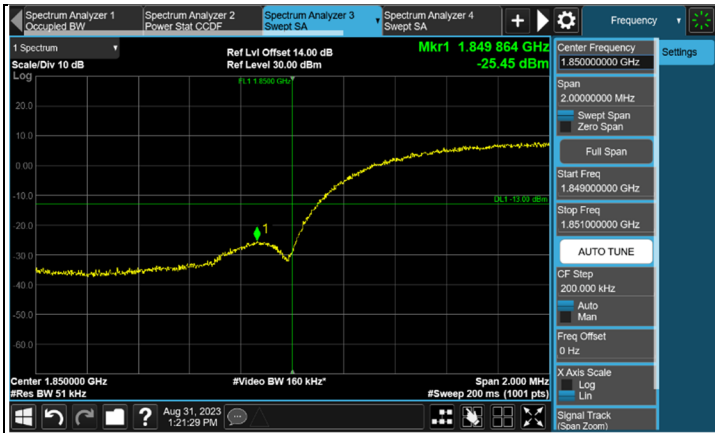 Spectrum Analyzer 1
Occupied BW
Spectrum Analyzer 2
Power Stat CCDF
Spectrum Analyzer 3
Swept SA
Spectrum Analyzer 4
Swept SA
+
Frequency
1 Spectrum
Scale/Div 10 dB
Ref Lvl Offset 14.00 dB
Ref Level 30.00 dBm
Mkr1 1.849 864 GHz
-25.45 dBm
Log
FL1 1.8500 GHz
20.0
10.0
0.00
-10.0
-20.0
-30.0
-40.0
-50.0
-60.0
DL1 -13.00 dBm
1
Center 1.850000 GHz
#Res BW 51 kHz
#Video BW 160 kHz*
Span 2.000 MHz
#Sweep 200 ms (1001 pts)
Center Frequency
1.850000000 GHz
Settings
Span
2.00000000 MHz
Swept Span
Zero Span
Full Span
Start Freq
1.849000000 GHz
Stop Freq
1.851000000 GHz
AUTO TUNE
CF Step
200.000 kHz
Auto
Man
Freq Offset
0 Hz
X Axis Scale
Log
Lin
Signal Track
(Span Zoom)
?
Aug 31, 2023
1:21:29 PM